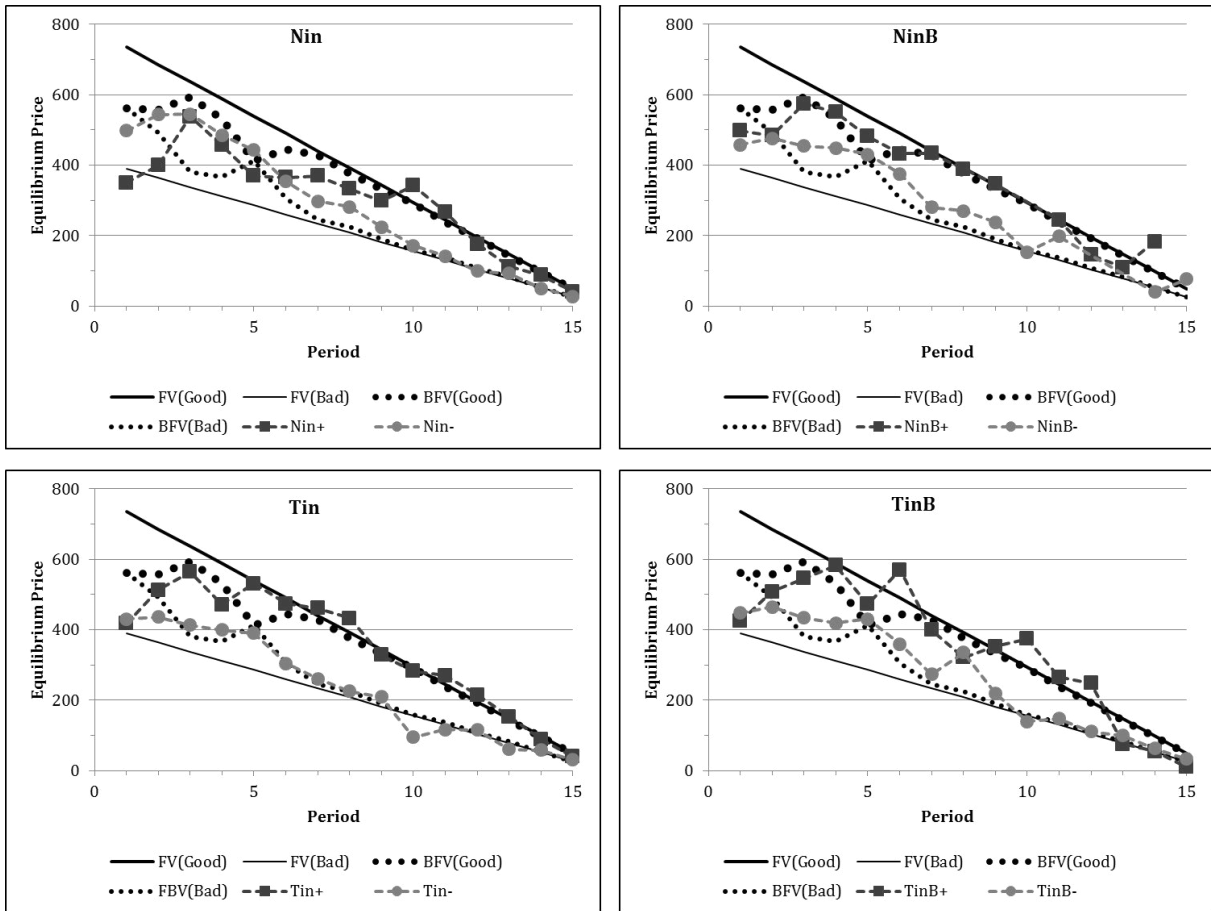 Nin
Equilibrium Price
800
600
400
200
0
0 5 10 15
Period
FV(Good) FV(Bad) BFV(Good)
BFV(Bad) Nin+ Nin-
NinB
Equilibrium Price
800
600
400
200
0
0 5 10 15
Period
FV(Good) FV(Bad) BFV(Good)
BFV(Bad) NinB+ NinB-
Tin
Equilibrium Price
800
600
400
200
0
0 5 10 15
Period
FV(Good) FV(Bad) BFV(Good)
FBV(Bad) Tin+ Tin-
TinB
Equilibrium Price
800
600
400
200
0
0 5 10 15
Period
FV(Good) FV(Bad) BFV(Good)
BFV(Bad) TinB+ TinB-